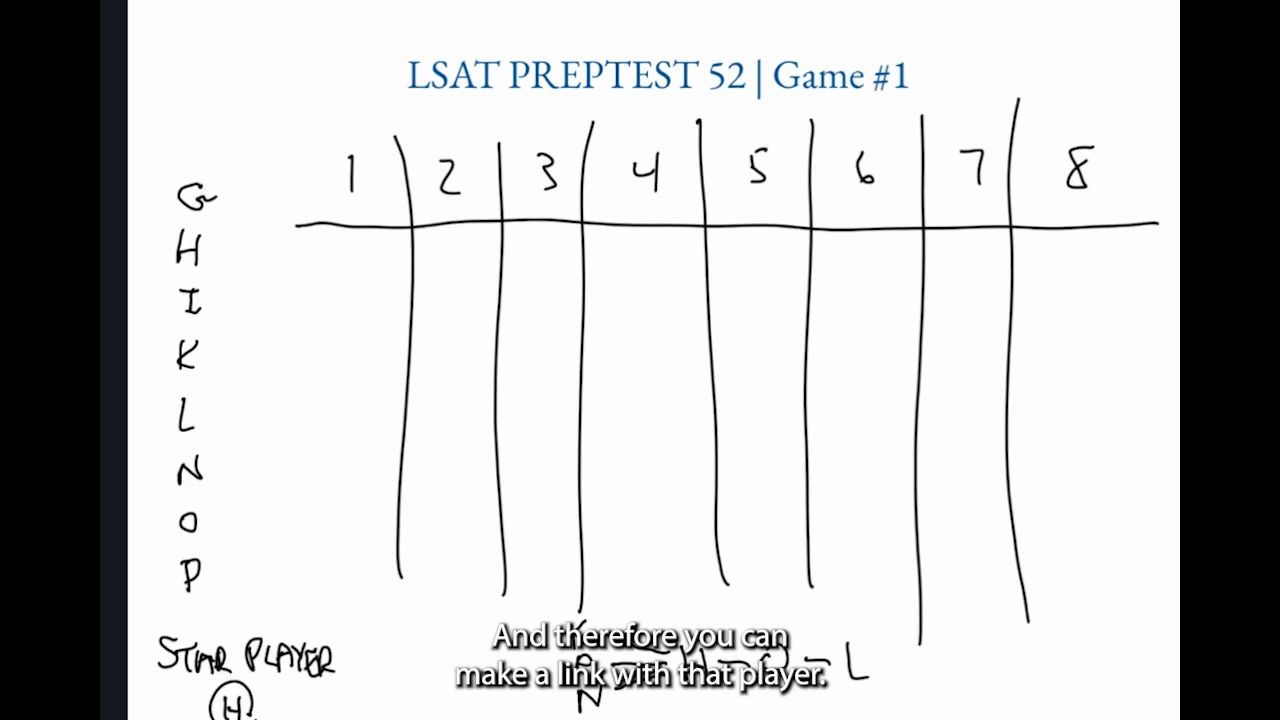 LSAT PREPTEST 52 | Game #1
1 2 3 4 5 6 7 8
G
H
I
K
L
N
O
P
STAR PLAYER
H
N
L
And therefore you can
make a link with that player.